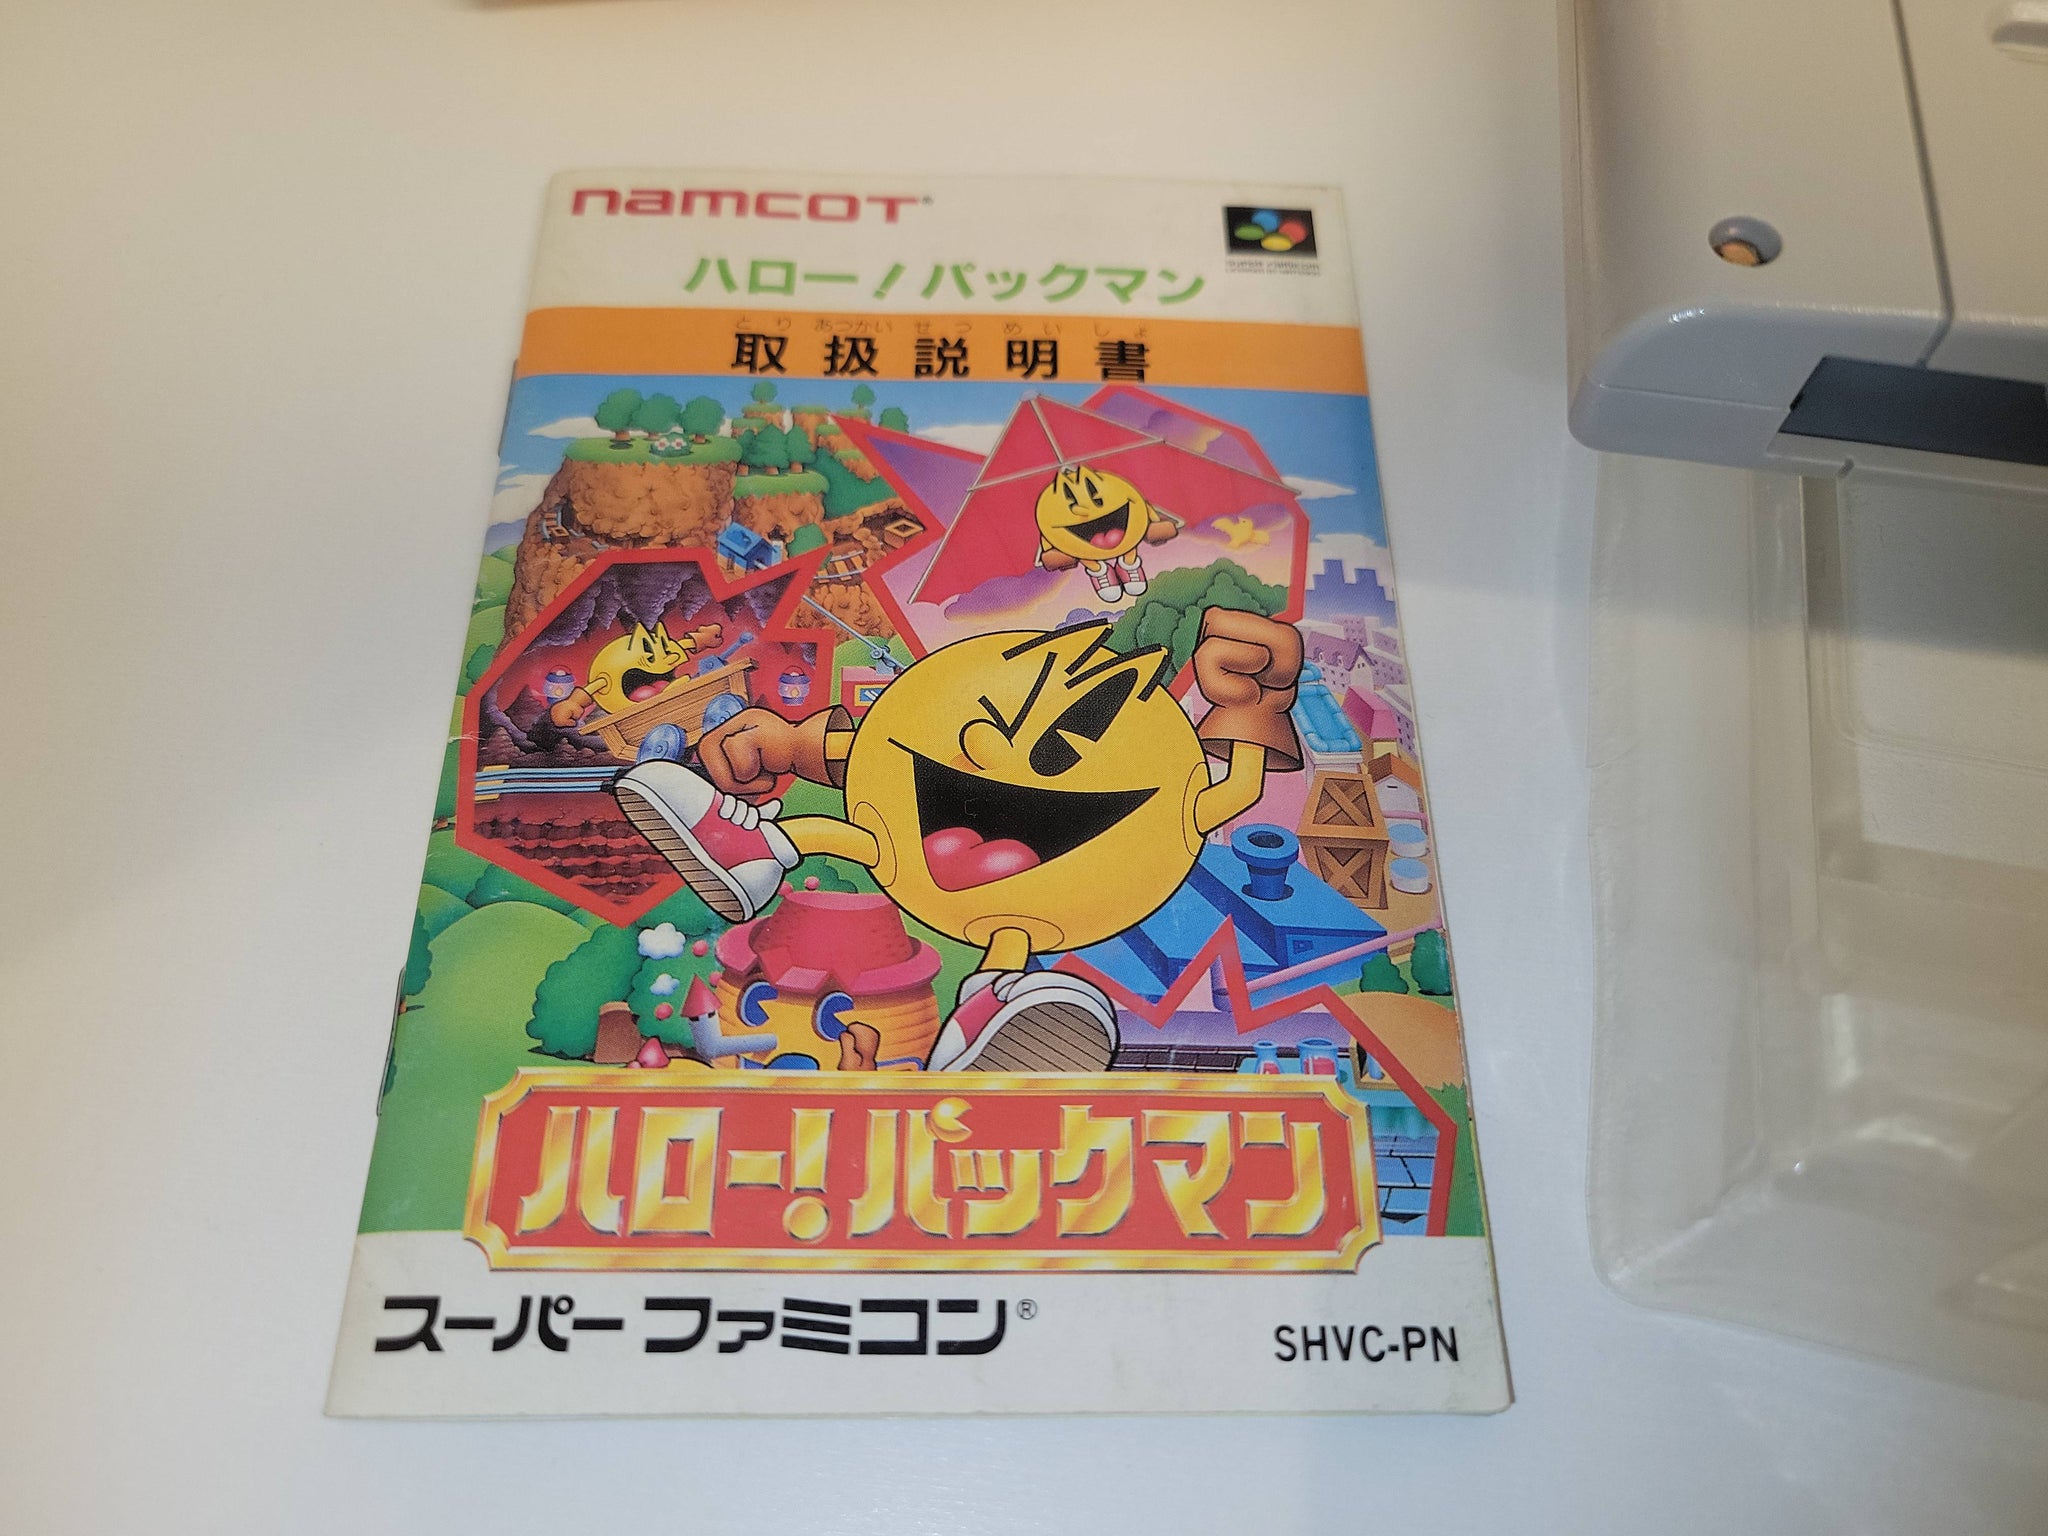 namcot®
ハロー!パックマン
とり あつかい せつ めい しょ
取扱説明書
ハロー!パックマン
スーパーファミコン®
SHVC-PN